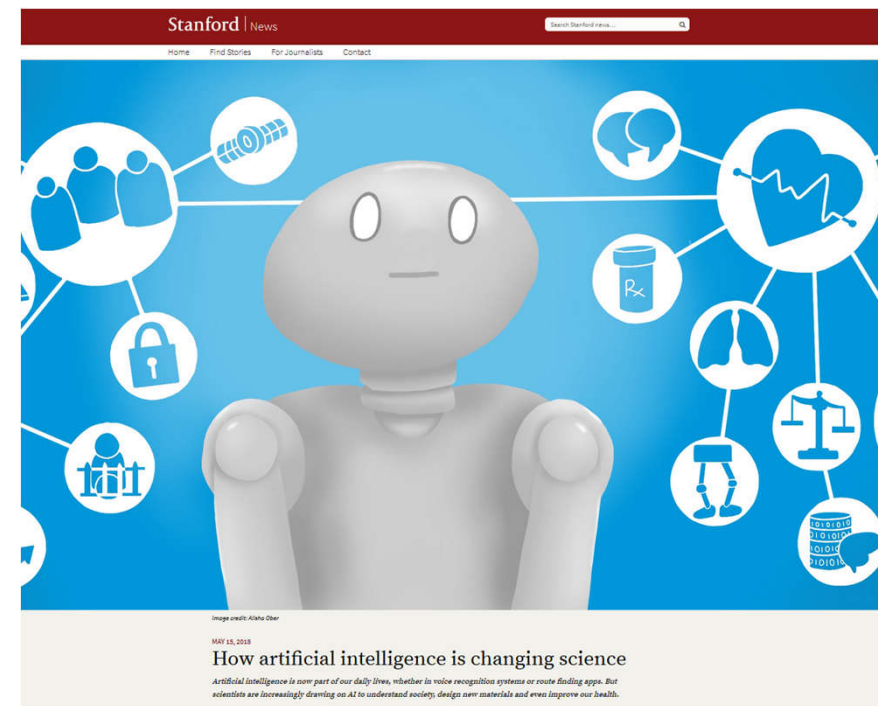 Stanford | News
Search Stanford news...
Home Find Stories For Journalists Contact
Rx
1010101
0101010
10101
Image credit: Alisha Ober
MAY 15, 2018
How artificial intelligence is changing science
Artificial intelligence is now part of our daily lives, whether in voice recognition systems or route finding apps. But
scientists are increasingly drawing on AI to understand society, design new materials and even improve our health.